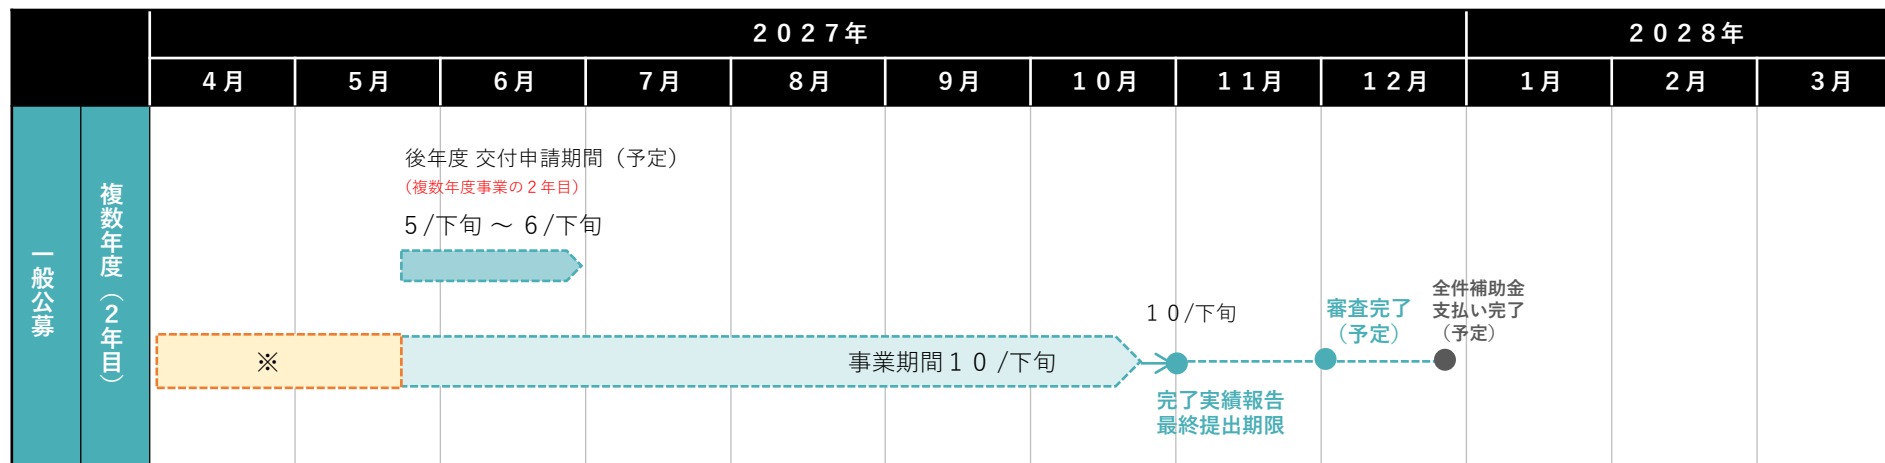 ２０２７年
２０２８年
４月
５月
６月
７月
８月
９月
１０月
１１月
１２月
１月
２月
３月
一般公募
複数年度（２年目）
後年度 交付申請期間（予定）
（複数年度事業の２年目）
５/下旬 ～ ６/下旬
※
事業期間１０/下旬
１０/下旬
完了実績報告
最終提出期限
審査完了
（予定）
全件補助金
支払い完了
（予定）